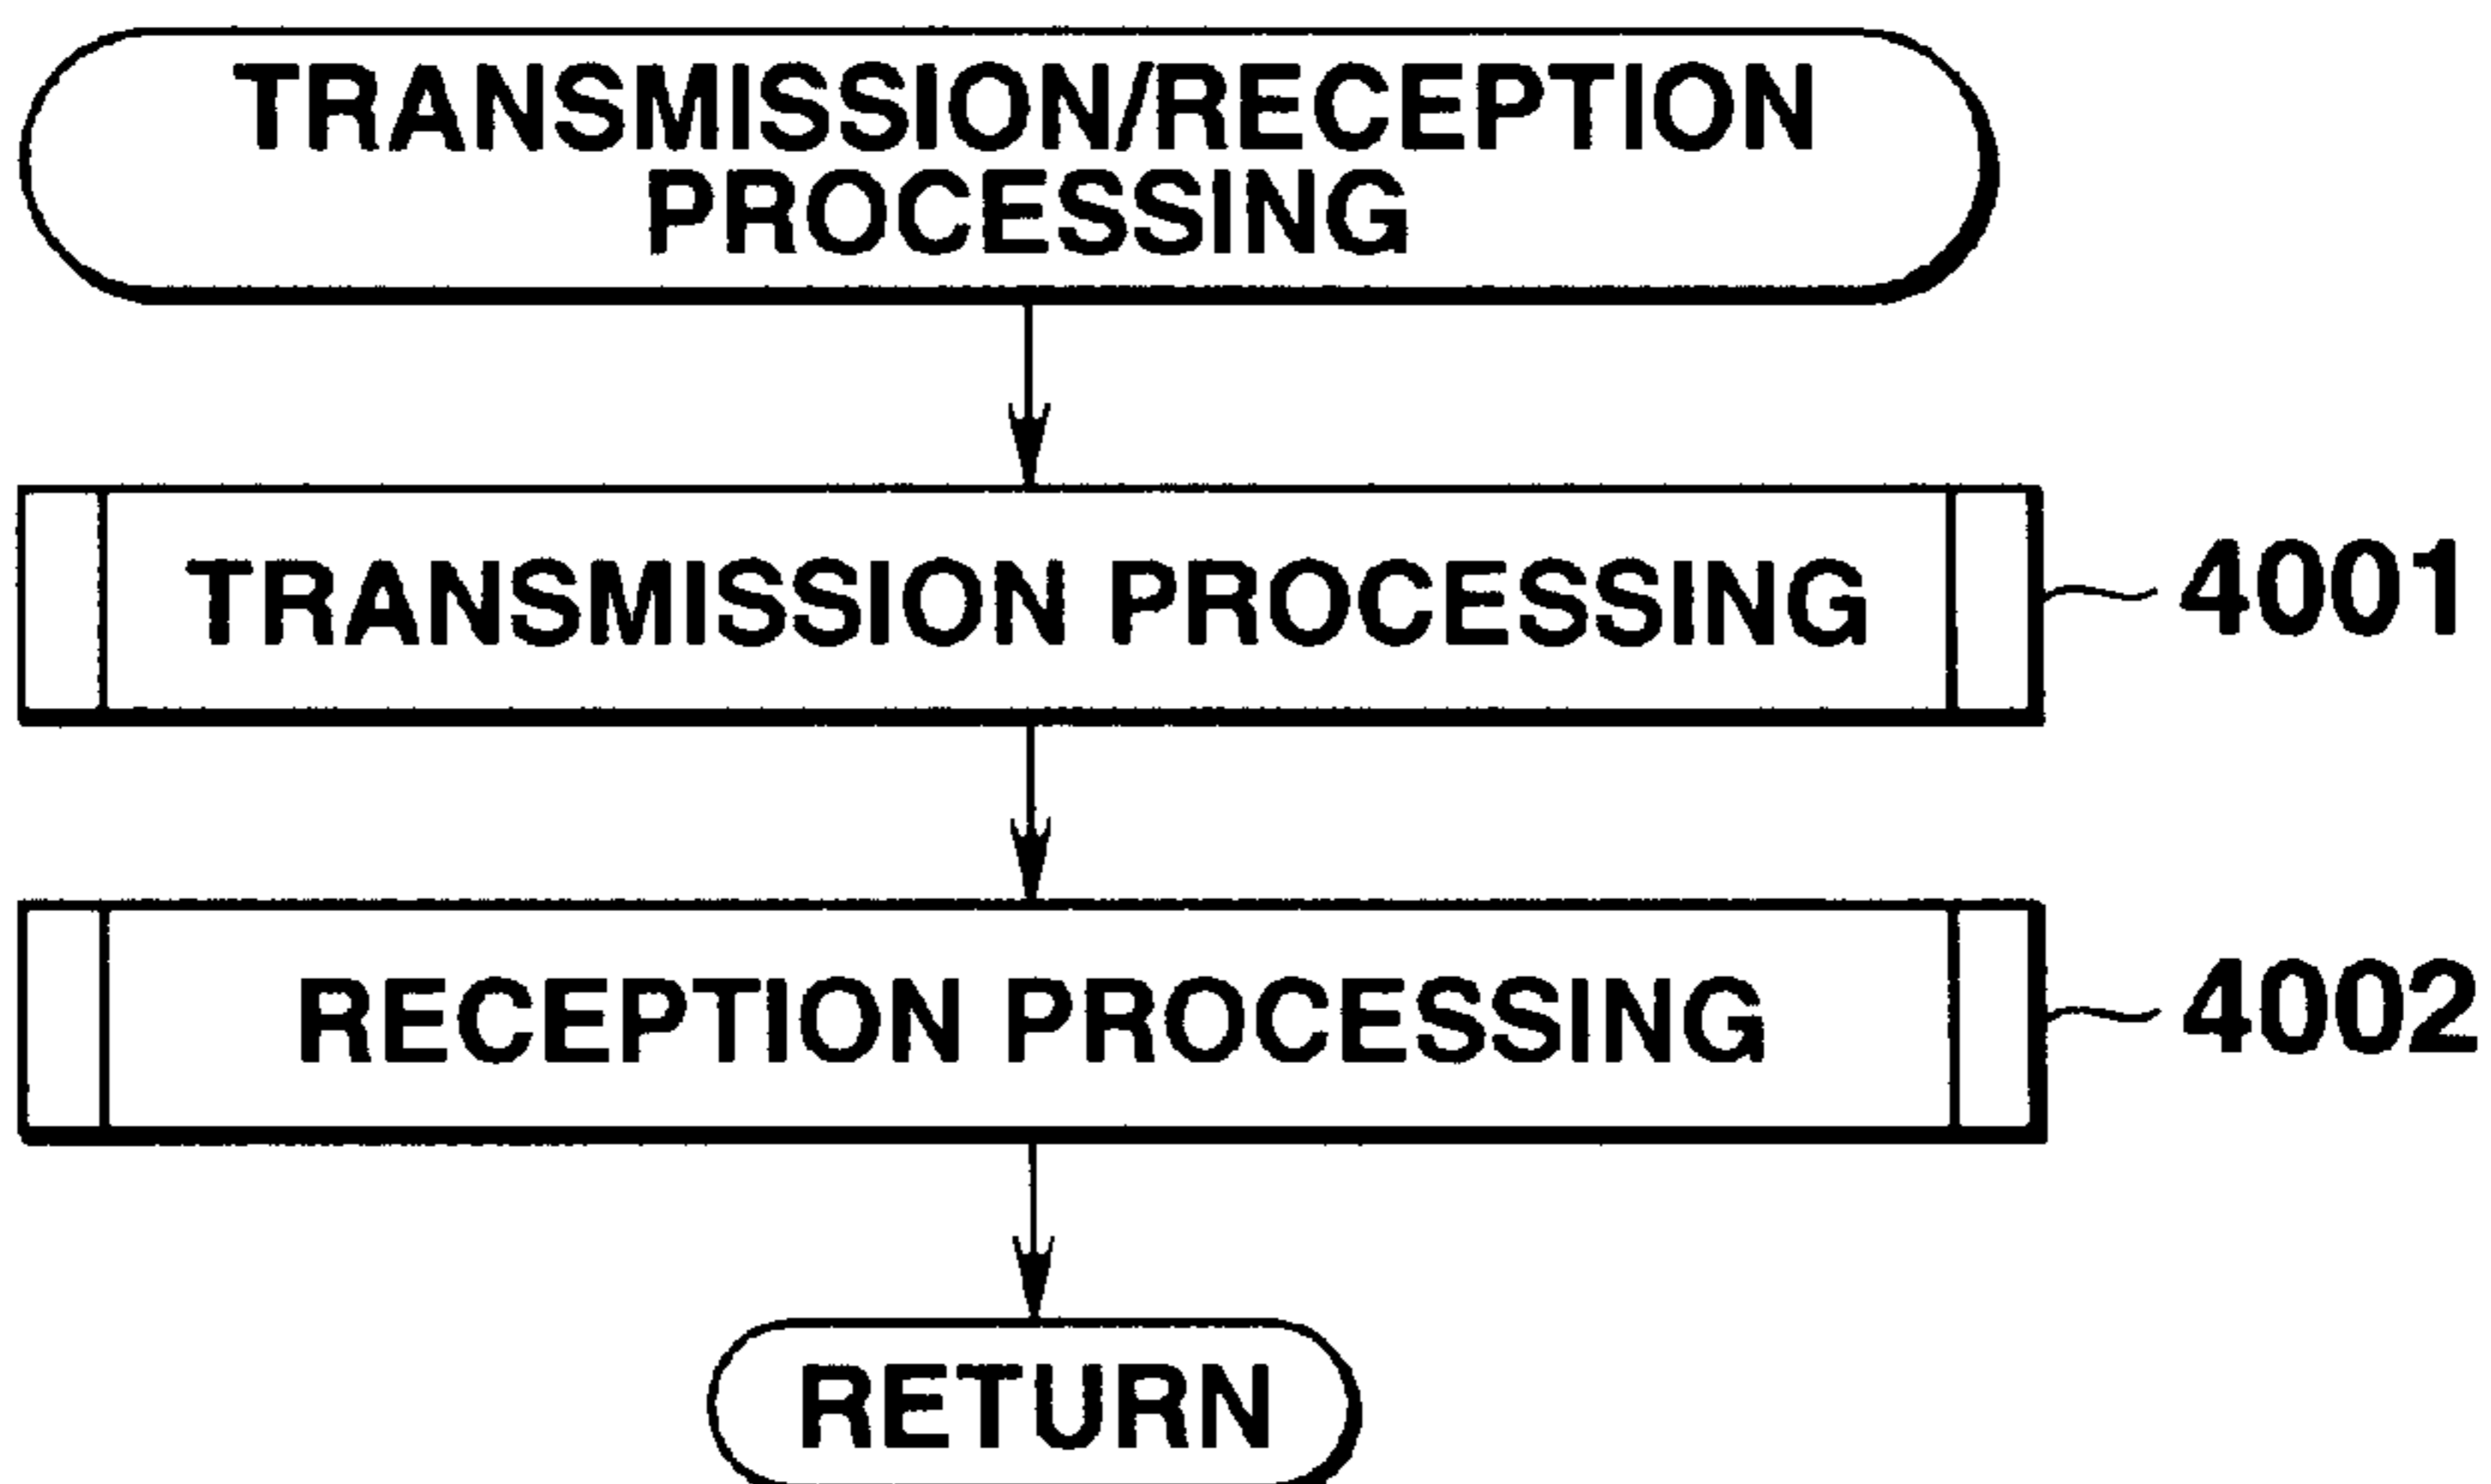 TRANSMISSION/RECEPTION
PROCESSING
TRANSMISSION PROCESSING
4001
RECEPTION PROCESSING
4002
RETURN